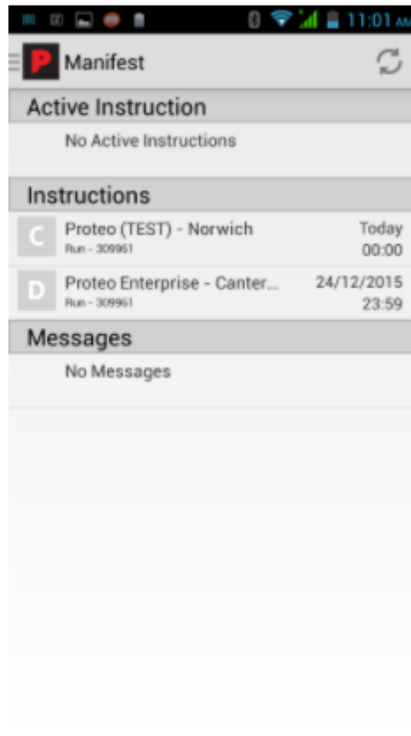 11:01 AM
P Manifest
Active Instruction
No Active Instructions
Instructions
C Proteo (TEST) - Norwich Today
Run - 309961 00:00
D Proteo Enterprise - Canter... 24/12/2015
Run - 309961 23:59
Messages
No Messages